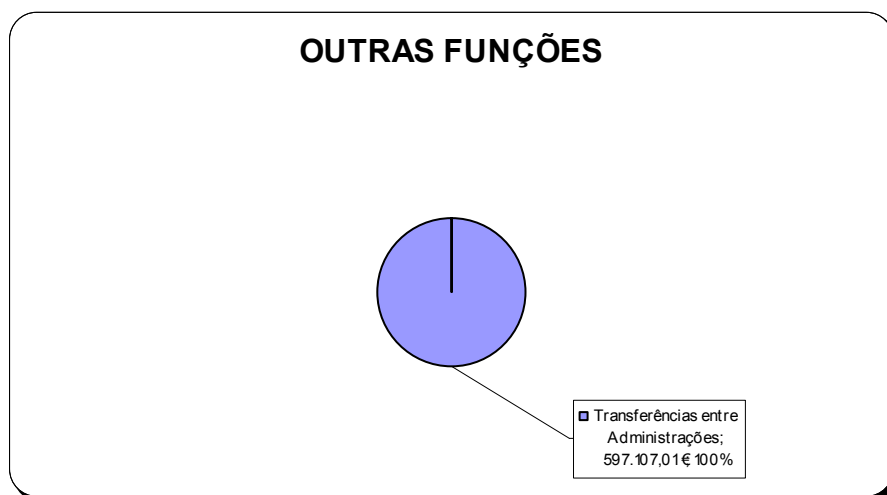 OUTRAS FUNÇÕES
Transferências entre
Administrações;
597.107,01€; 100%